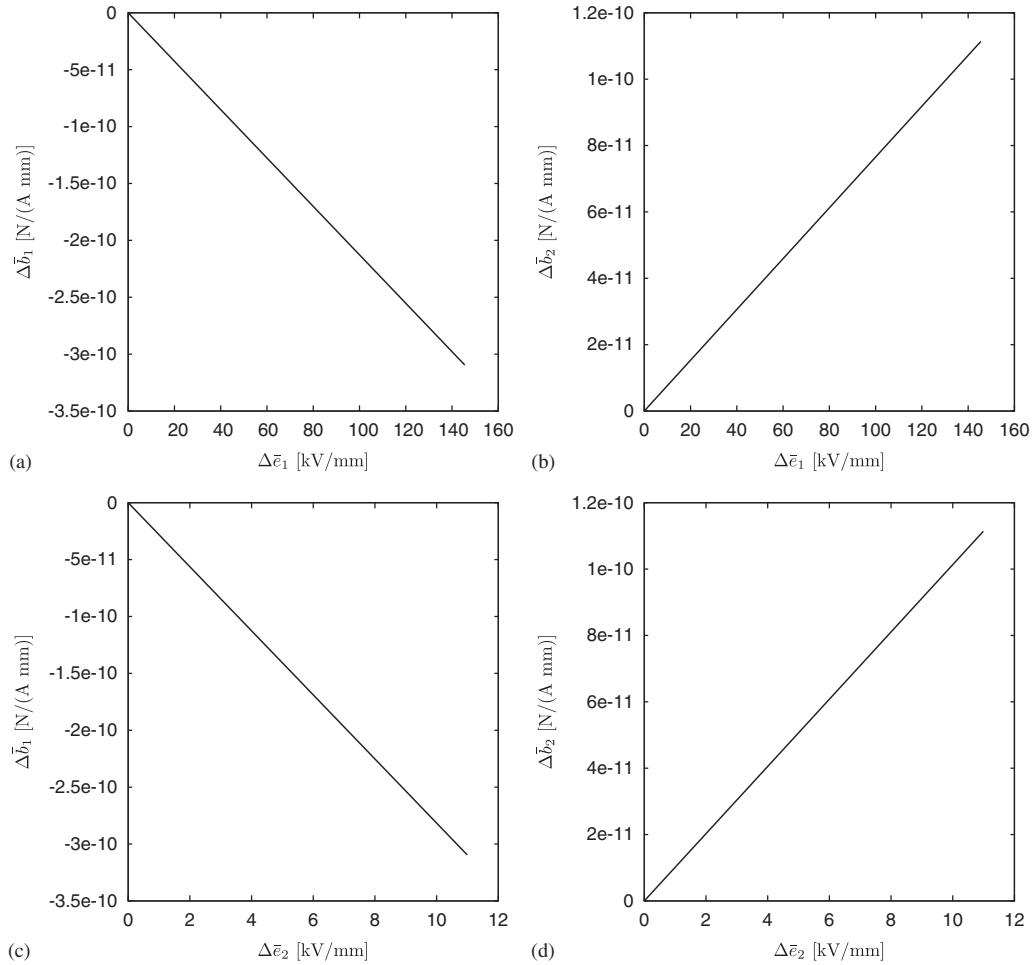 0
-5e-11
-1e-10
-1.5e-10
-2e-10
-2.5e-10
-3e-10
-3.5e-10
Δb̄₁ [N/(A mm)]
0 20 40 60 80 100 120 140 160
(a) Δē₁ [kV/mm]
1.2e-10
1e-10
8e-11
6e-11
4e-11
2e-11
0
Δb̄₂ [N/(A mm)]
0 20 40 60 80 100 120 140 160
(b) Δē₁ [kV/mm]
0
-5e-11
-1e-10
-1.5e-10
-2e-10
-2.5e-10
-3e-10
-3.5e-10
Δb̄₁ [N/(A mm)]
0 2 4 6 8 10 12
(c) Δē₂ [kV/mm]
1.2e-10
1e-10
8e-11
6e-11
4e-11
2e-11
0
Δb̄₂ [N/(A mm)]
0 2 4 6 8 10 12
(d) Δē₂ [kV/mm]